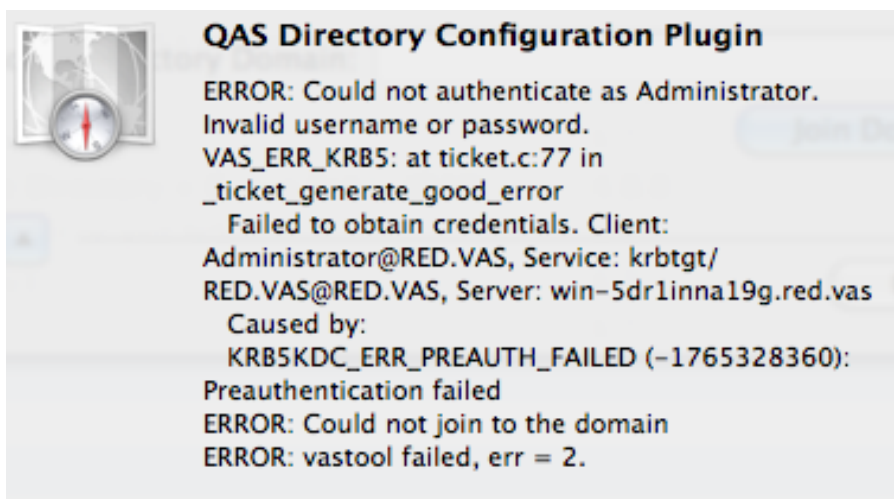 QAS Directory Configuration Plugin
ERROR: Could not authenticate as Administrator.
Invalid username or password.
VAS_ERR_KRB5: at ticket.c:77 in
_ticket_generate_good_error
Failed to obtain credentials. Client:
Administrator@RED.VAS, Service: krbtgt/
RED.VAS@RED.VAS, Server: win-5dr1inna19g.red.vas
Caused by:
KRB5KDC_ERR_PREAUTH_FAILED (-1765328360):
Preauthentication failed
ERROR: Could not join to the domain
ERROR: vastool failed, err = 2.